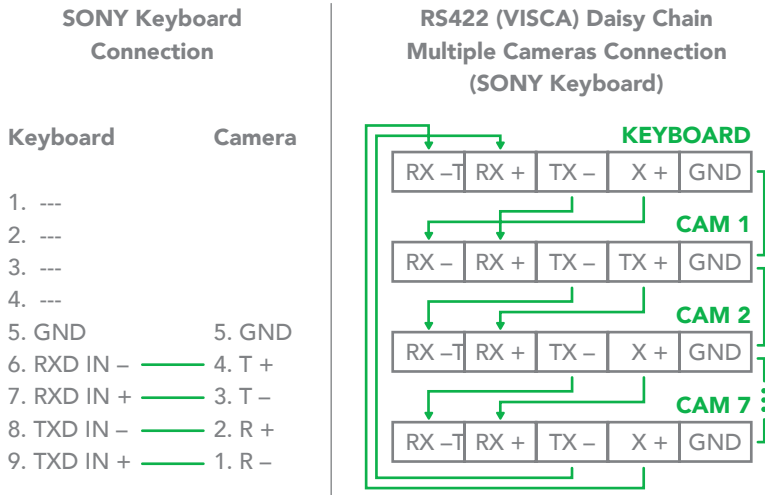 SONY Keyboard
Connection
Keyboard Camera
1. ---
2. ---
3. ---
4. ---
5. GND 5. GND
6. RXD IN – 4. T +
7. RXD IN + 3. T –
8. TXD IN – 2. R +
9. TXD IN + 1. R –
RS422 (VISCA) Daisy Chain
Multiple Cameras Connection
(SONY Keyboard)
KEYBOARD
RX –T RX + TX – X + GND
CAM 1
RX – RX + TX – TX + GND
CAM 2
RX –T RX + TX – X + GND
CAM 7
RX –T RX + TX – X + GND